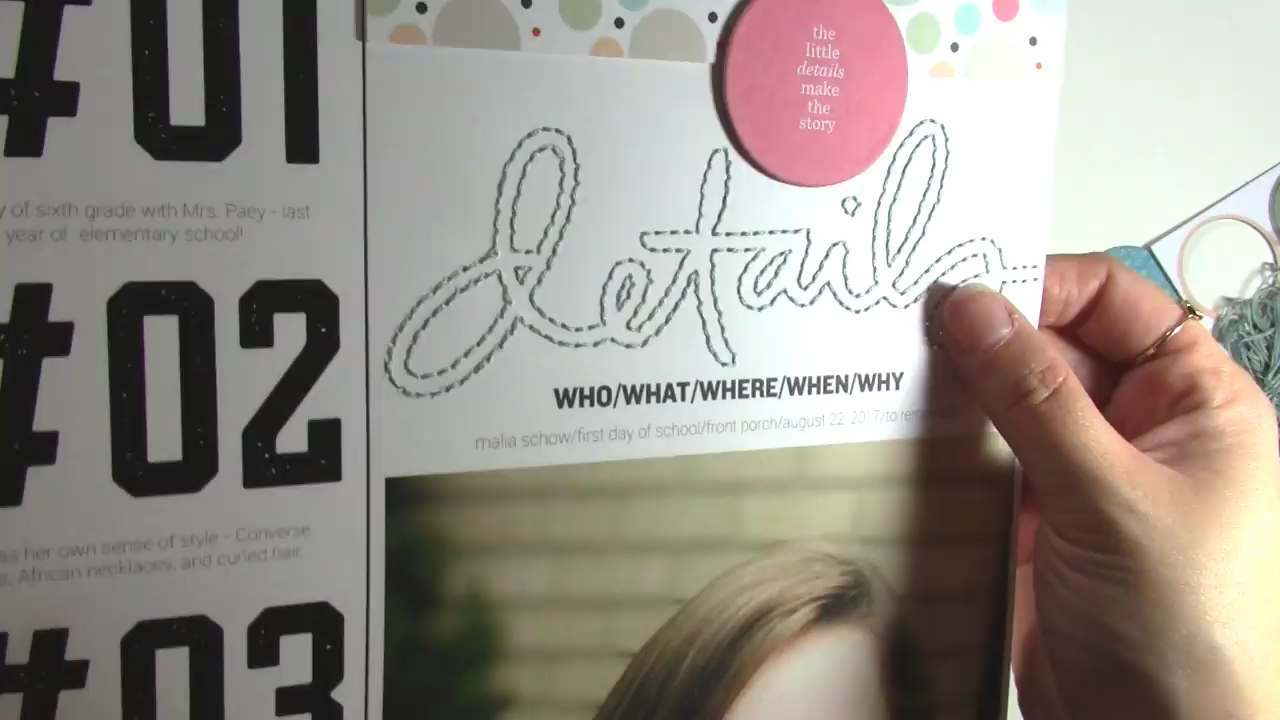 #01
y of sixth grade with Mrs. Paey - last
year of elementary school!
#02
as her own sense of style - Converse
African necklaces, and curled hair.
#03
the
little
details
make
the
story
details
WHO/WHAT/WHERE/WHEN/WHY
malia schow/first day of school/front porch/august 22, 2017/to rem